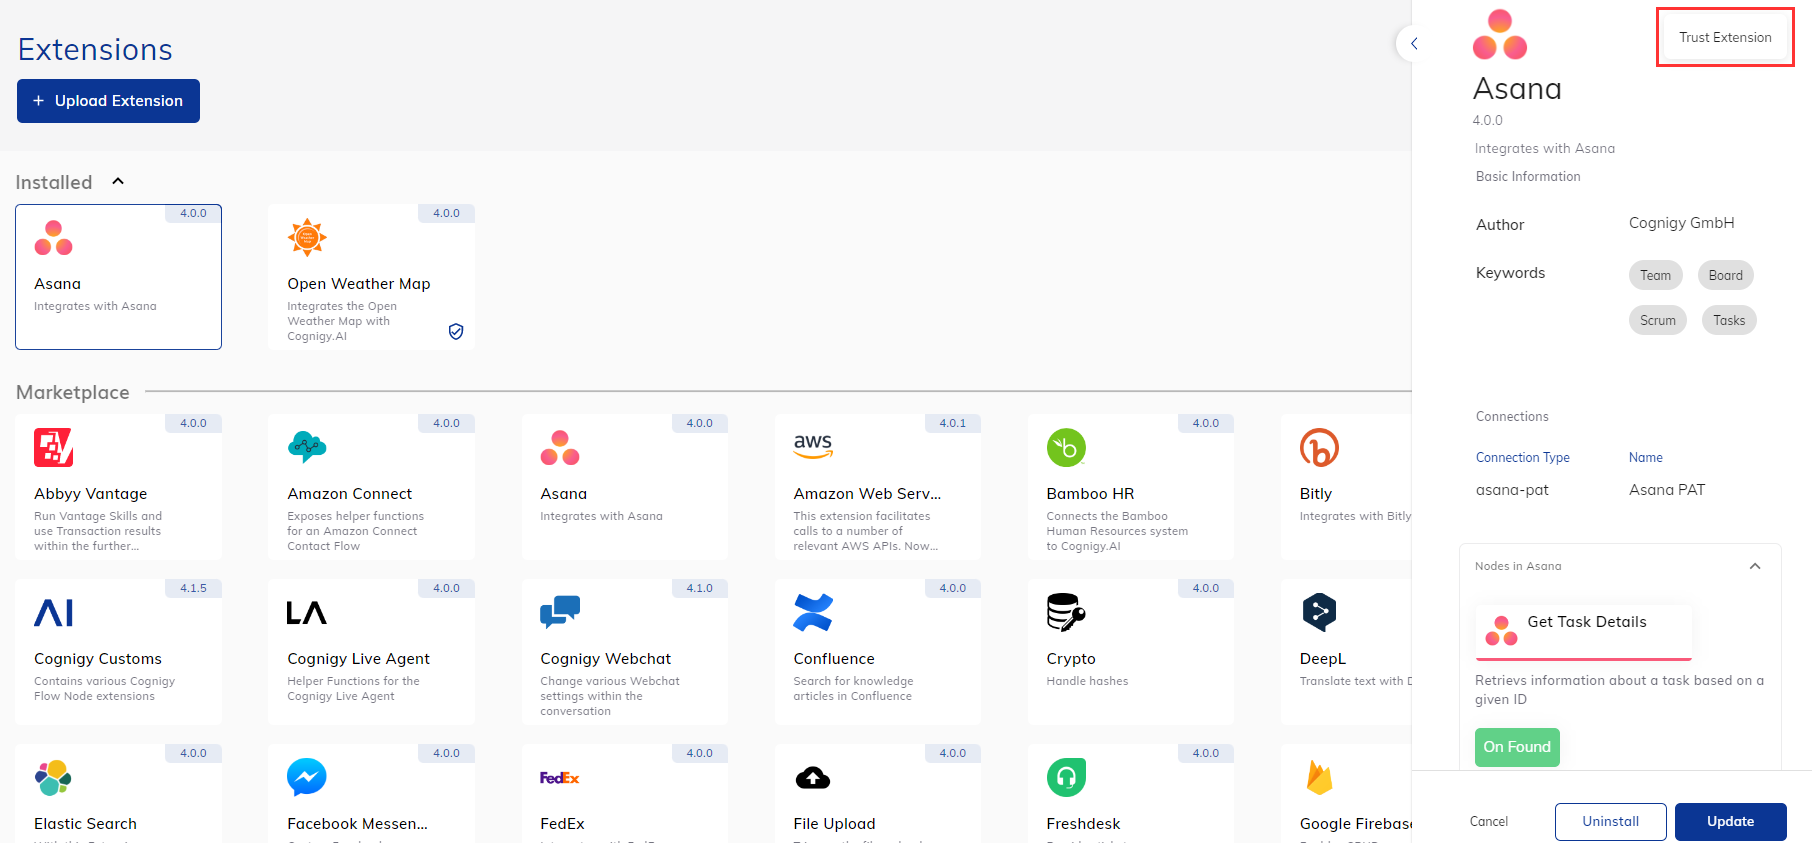 Extensions
+ Upload Extension
Installed
4.0.0
Asana
Integrates with Asana
4.0.0
Open Weather Map
Integrates the Open
Weather Map with
Cognigy.AI
Marketplace
4.0.0
Abbyy Vantage
Run Vantage Skills and
use Transaction results
within the further...
4.0.0
Amazon Connect
Exposes helper functions
for an Amazon Connect
Contact Flow
4.0.0
Asana
Integrates with Asana
4.0.1
aws
Amazon Web Serv...
This extension facilitates
calls to a number of
relevant AWS APIs. Now...
4.0.0
Bamboo HR
Connects the Bamboo
Human Resources system
to Cognigy.AI
Bitly
Integrates with Bitly
4.1.5
AI
Cognigy Customs
Contains various Cognigy
Flow Node extensions
4.0.0
LA
Cognigy Live Agent
Helper Functions for the
Cognigy Live Agent
4.1.0
Cognigy Webchat
Change various Webchat
settings within the
conversation
4.0.0
Confluence
Search for knowledge
articles in Confluence
4.0.0
Crypto
Handle hashes
DeepL
Translate text with D
4.0.0
Elastic Search
4.0.0
Facebook Messen...
4.0.0
FedEx
FedEx
4.0.0
File Upload
4.0.0
Freshdesk
Google Firebase
Trust Extension
Asana
4.0.0
Integrates with Asana
Basic Information
Author Cognigy GmbH
Keywords Team Board
Scrum Tasks
Connections
Connection Type Name
asana-pat Asana PAT
Nodes in Asana
Get Task Details
Retrievs information about a task based on a
given ID
On Found
Cancel Uninstall Update